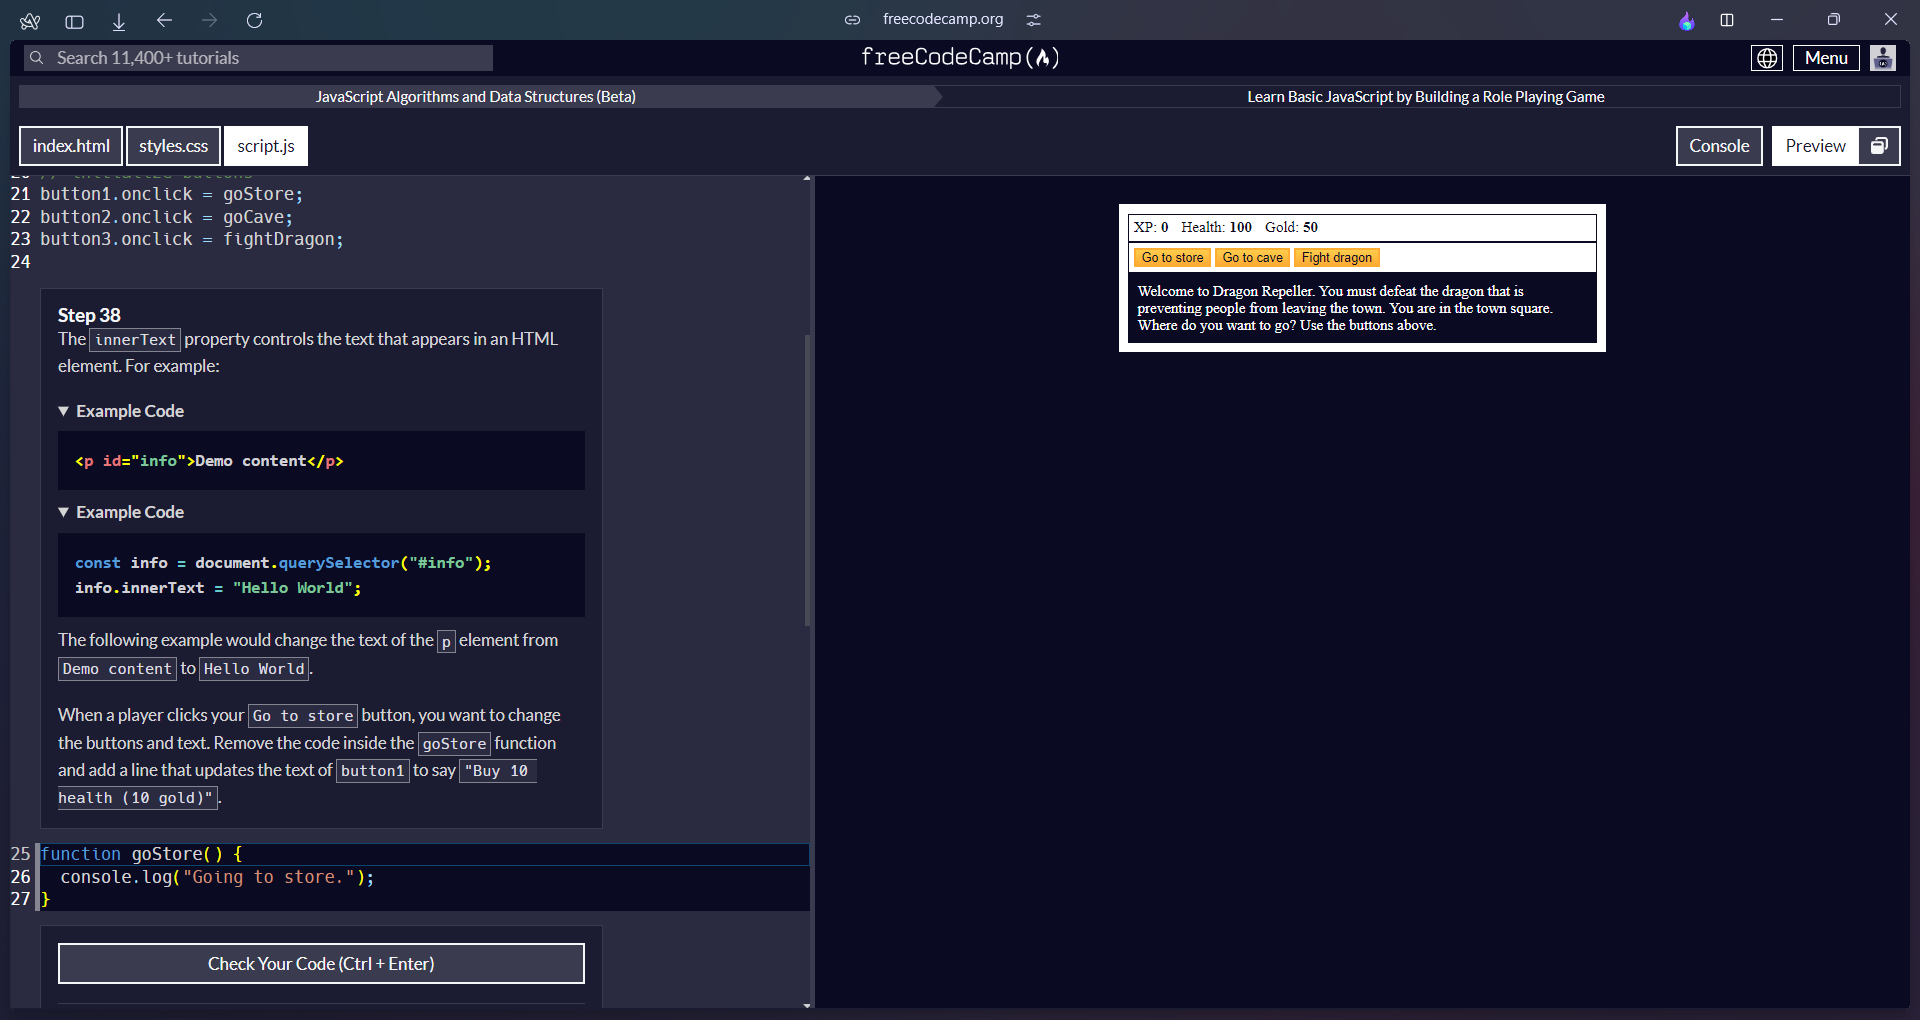 freecodecamp.org
Search 11,400+ tutorials
freeCodeCamp(🔥)
Menu
JavaScript Algorithms and Data Structures (Beta)
Learn Basic JavaScript by Building a Role Playing Game
index.html
styles.css
script.js
Console
Preview
20 // initialize buttons
21 button1.onclick = goStore;
22 button2.onclick = goCave;
23 button3.onclick = fightDragon;
24
Step 38
The innerText property controls the text that appears in an HTML
element. For example:
▼ Example Code
<p id="info">Demo content</p>
▼ Example Code
const info = document.querySelector("#info");
info.innerText = "Hello World";
The following example would change the text of the p element from
Demo content to Hello World.
When a player clicks your Go to store button, you want to change
the buttons and text. Remove the code inside the goStore function
and add a line that updates the text of button1 to say "Buy 10
health (10 gold)".
25 function goStore() {
26   console.log("Going to store.");
27 }
Check Your Code (Ctrl + Enter)
XP: 0 Health: 100 Gold: 50
Go to store
Go to cave
Fight dragon
Welcome to Dragon Repeller. You must defeat the dragon that is
preventing people from leaving the town. You are in the town square.
Where do you want to go? Use the buttons above.